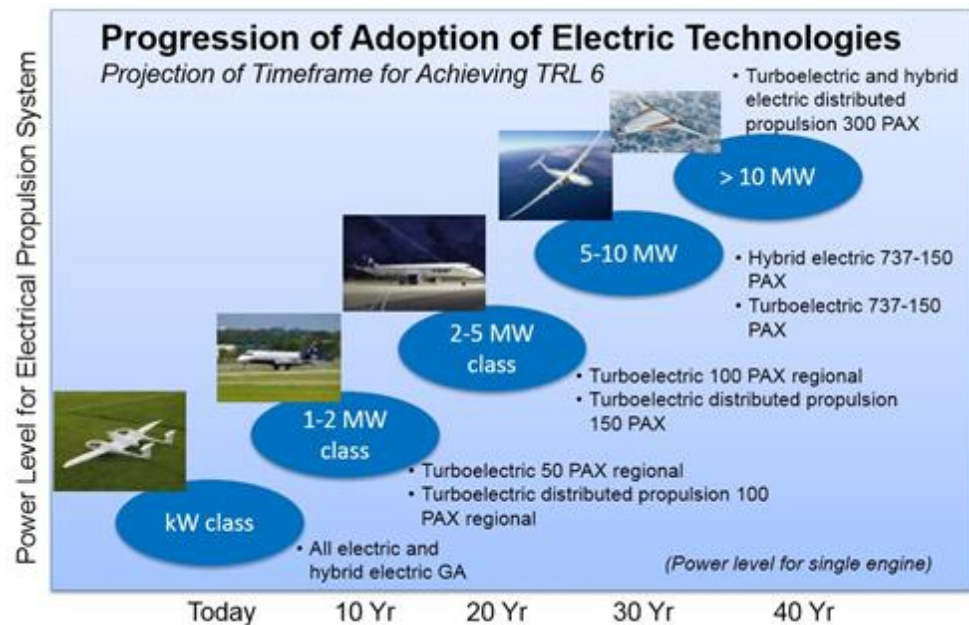 Progression of Adoption of Electric Technologies
Projection of Timeframe for Achieving TRL 6
Power Level for Electrical Propulsion System
• Turboelectric and hybrid
electric distributed
propulsion 300 PAX
> 10 MW
5-10 MW
• Hybrid electric 737-150
PAX
• Turboelectric 737-150
PAX
2-5 MW
class
• Turboelectric 100 PAX regional
• Turboelectric distributed propulsion
150 PAX
1-2 MW
class
• Turboelectric 50 PAX regional
• Turboelectric distributed propulsion 100
PAX regional
kW class
• All electric and
hybrid electric GA
(Power level for single engine)
Today 10 Yr 20 Yr 30 Yr 40 Yr